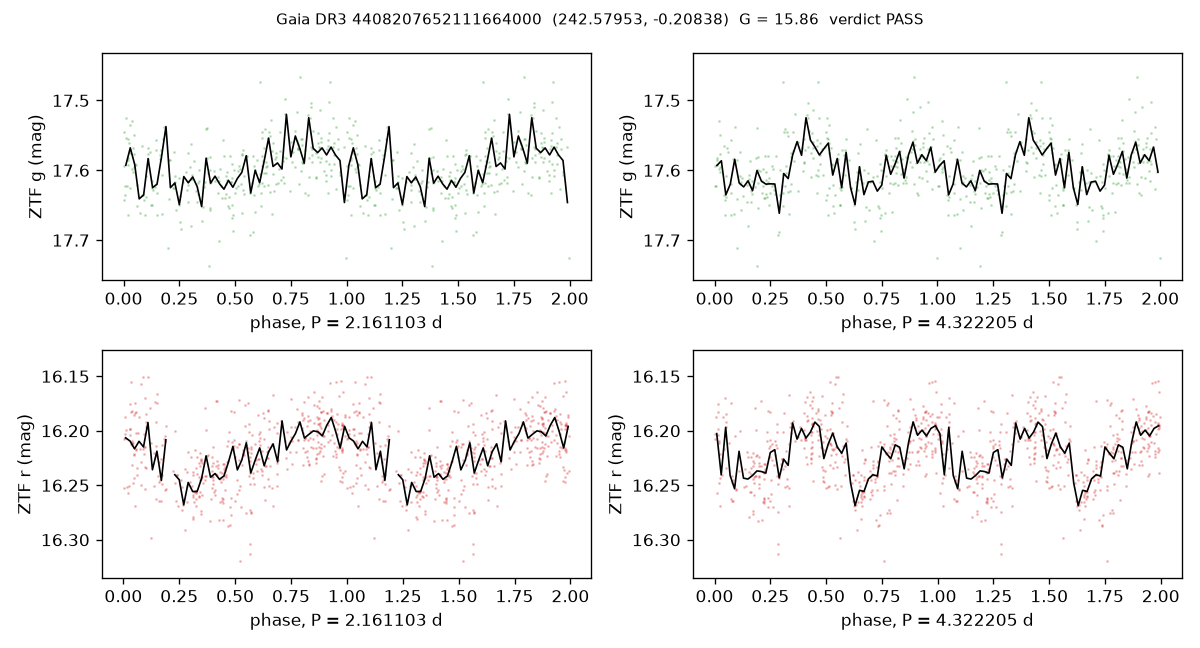 Gaia DR3 4408207652111664000 (242.57953, -0.20838) G = 15.86 verdict PASS
ZTF g (mag)
17.5
17.6
17.7
0.00 0.25 0.50 0.75 1.00 1.25 1.50 1.75 2.00
phase, P = 2.161103 d
ZTF g (mag)
17.5
17.6
17.7
0.00 0.25 0.50 0.75 1.00 1.25 1.50 1.75 2.00
phase, P = 4.322205 d
ZTF r (mag)
16.15
16.20
16.25
16.30
0.00 0.25 0.50 0.75 1.00 1.25 1.50 1.75 2.00
phase, P = 2.161103 d
ZTF r (mag)
16.15
16.20
16.25
16.30
0.00 0.25 0.50 0.75 1.00 1.25 1.50 1.75 2.00
phase, P = 4.322205 d